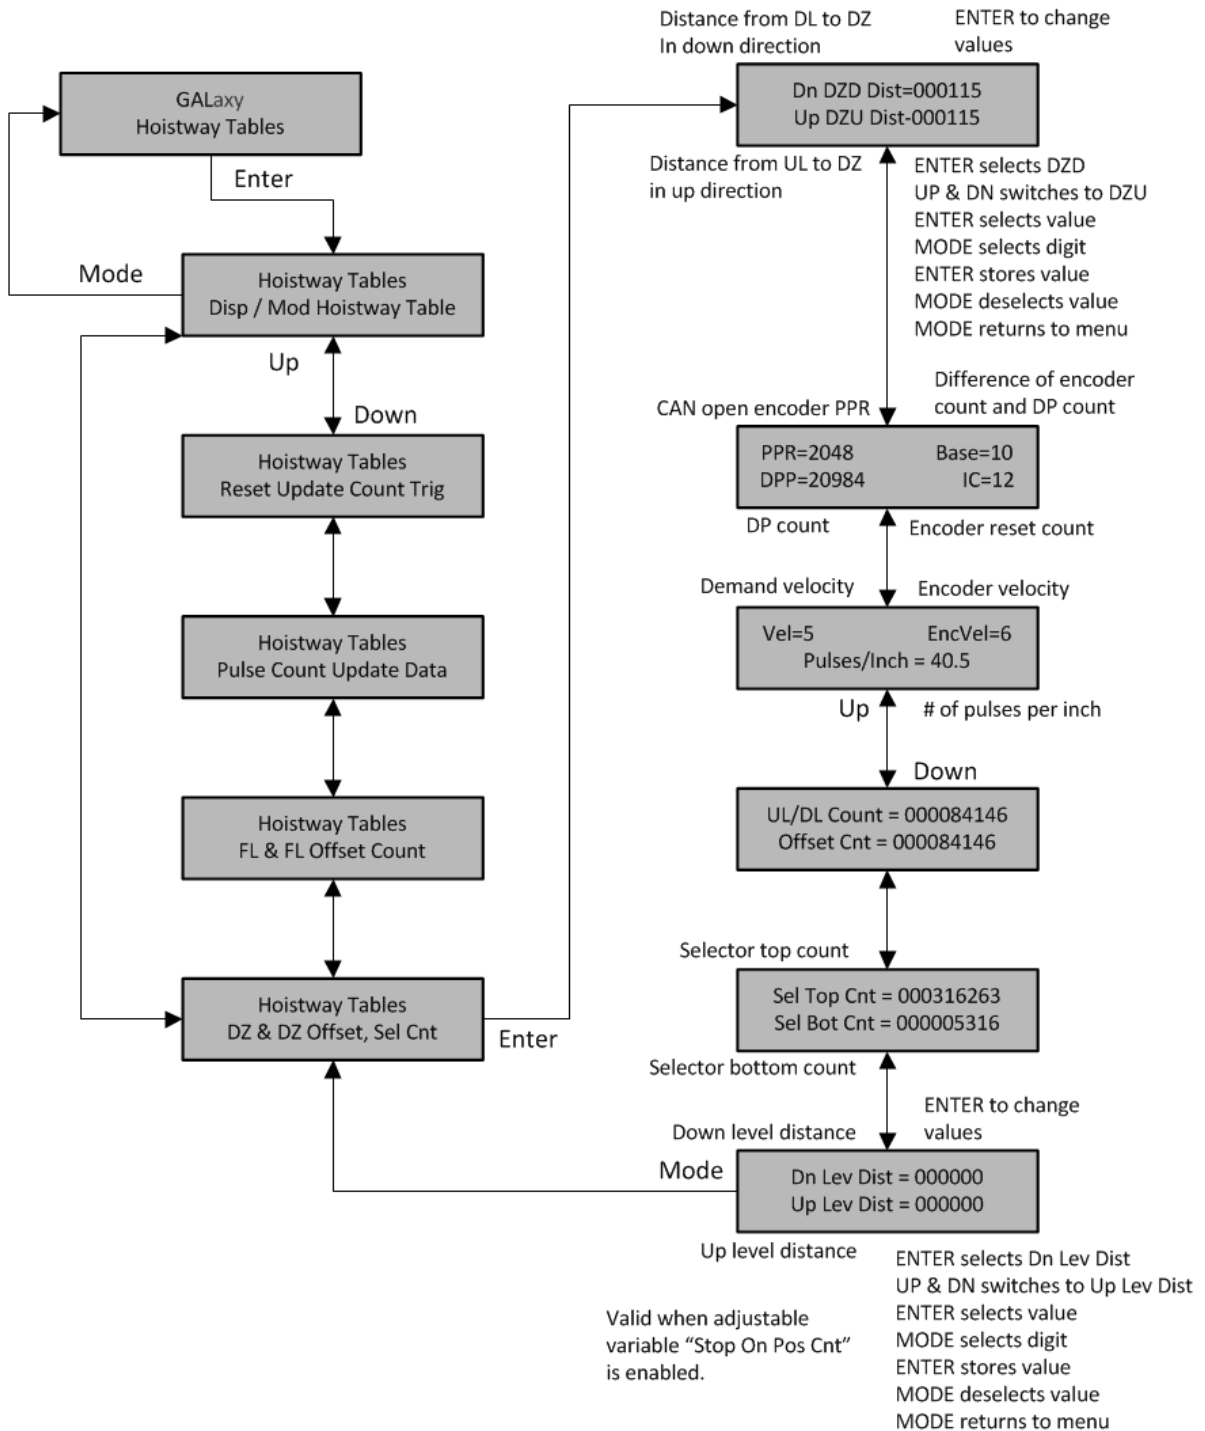 Distance from DL to DZ
In down direction
ENTER to change
values
GALaxy
Hoistway Tables
Dn DZD Dist=000115
Up DZU Dist-000115
Enter
Distance from UL to DZ
in up direction
ENTER selects DZD
UP & DN switches to DZU
ENTER selects value
MODE selects digit
ENTER stores value
MODE deselects value
MODE returns to menu
Mode
Hoistway Tables
Disp / Mod Hoistway Table
Up
Down
CAN open encoder PPR
Difference of encoder
count and DP count
Hoistway Tables
Reset Update Count Trig
PPR=2048 Base=10
DPP=20984 IC=12
DP count
Encoder reset count
Demand velocity
Encoder velocity
Hoistway Tables
Pulse Count Update Data
Vel=5 EncVel=6
Pulses/Inch = 40.5
Up
# of pulses per inch
Down
Hoistway Tables
FL & FL Offset Count
UL/DL Count = 000084146
Offset Cnt = 000084146
Selector top count
Hoistway Tables
DZ & DZ Offset, Sel Cnt
Enter
Sel Top Cnt = 000316263
Sel Bot Cnt = 000005316
Selector bottom count
ENTER to change
values
Down level distance
Mode
Dn Lev Dist = 000000
Up Lev Dist = 000000
Up level distance
ENTER selects Dn Lev Dist
UP & DN switches to Up Lev Dist
ENTER selects value
MODE selects digit
ENTER stores value
MODE deselects value
MODE returns to menu
Valid when adjustable
variable “Stop On Pos Cnt”
is enabled.